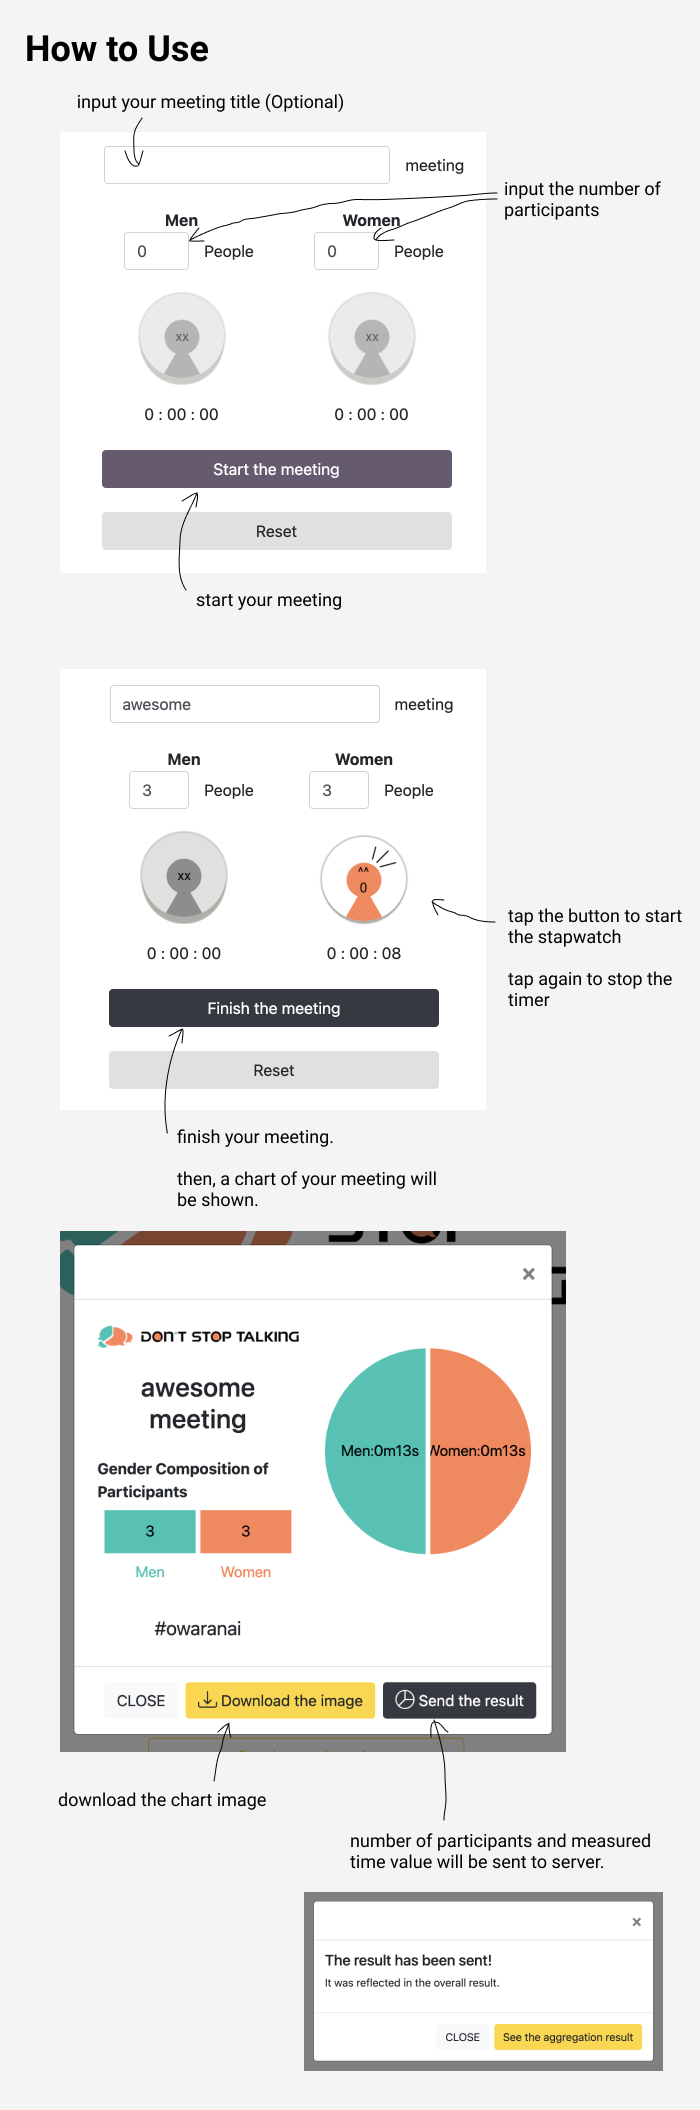 How to Use
input your meeting title (Optional)
meeting
input the number of
participants
Men
Women
0
People
0
People
xx
xx
0 : 00 : 00
0 : 00 : 00
Start the meeting
Reset
start your meeting
awesome
meeting
Men
Women
3
People
3
People
xx
^^
0
tap the button to start
the stapwatch
0 : 00 : 00
0 : 00 : 08
tap again to stop the
timer
Finish the meeting
Reset
finish your meeting.
then, a chart of your meeting will
be shown.
×
DON'T STOP TALKING
awesome
meeting
Men:0m13s
Women:0m13s
Gender Composition of
Participants
3
3
Men
Women
#owaranai
CLOSE
Download the image
Send the result
download the chart image
number of participants and measured
time value will be sent to server.
×
The result has been sent!
It was reflected in the overall result.
CLOSE
See the aggregation result